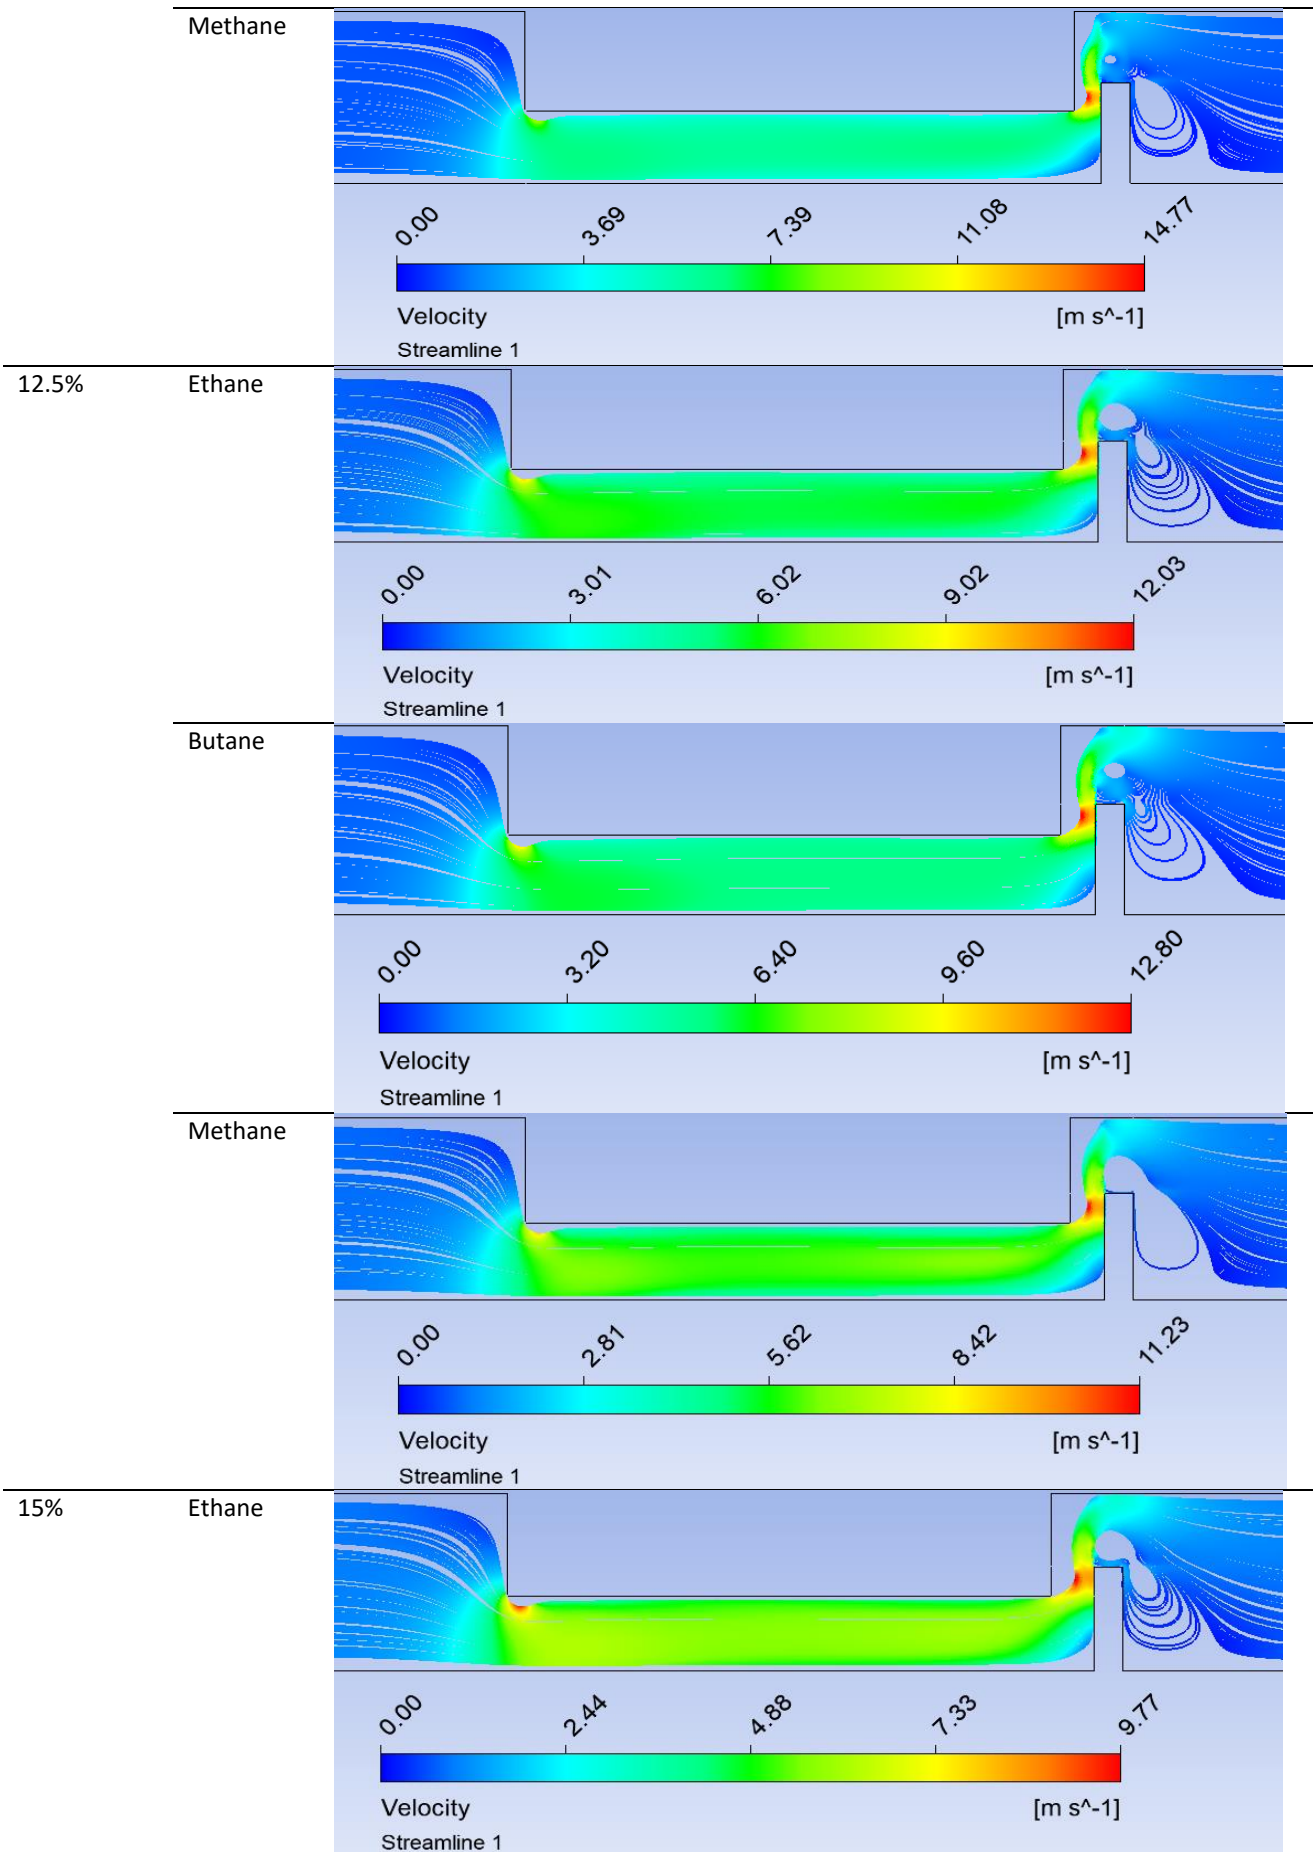 Methane
0.00 3.69 7.39 11.08 14.77
Velocity [m s^-1]
Streamline 1
12.5% Ethane
0.00 3.01 6.02 9.02 12.03
Velocity [m s^-1]
Streamline 1
Butane
0.00 3.20 6.40 9.60 12.80
Velocity [m s^-1]
Streamline 1
Methane
0.00 2.81 5.62 8.42 11.23
Velocity [m s^-1]
Streamline 1
15% Ethane
0.00 2.44 4.88 7.33 9.77
Velocity [m s^-1]
Streamline 1